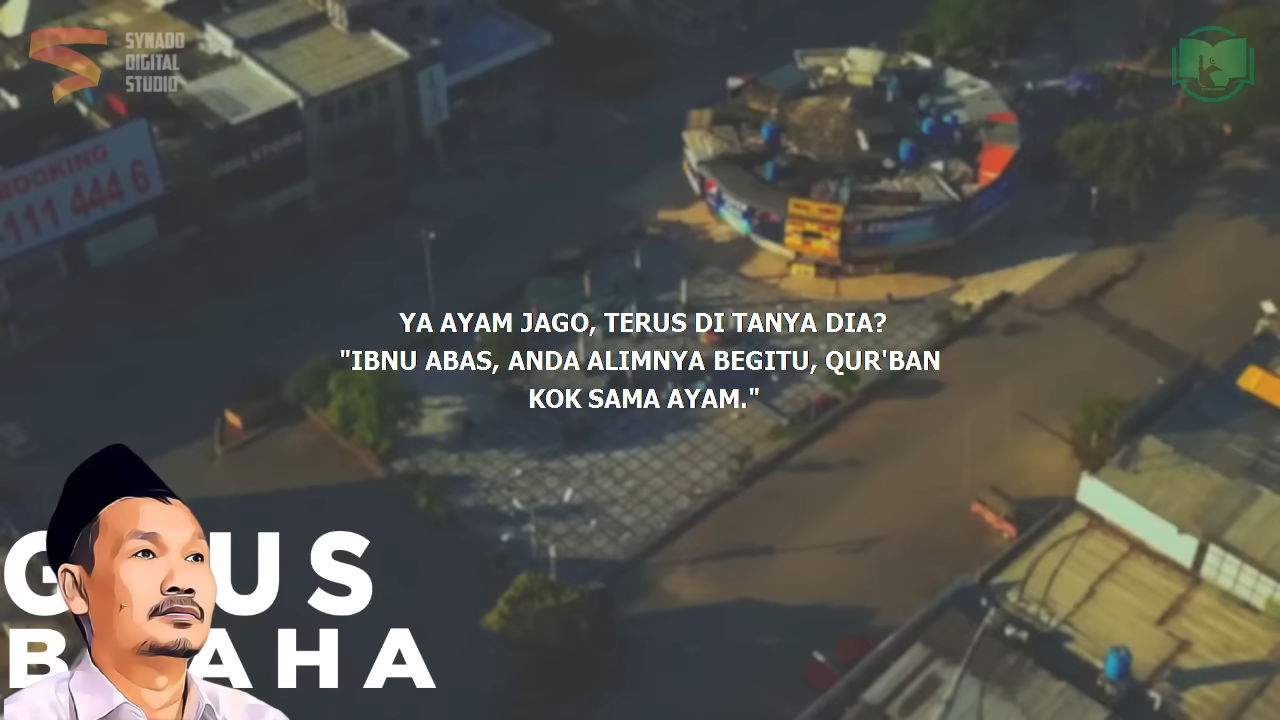 SYNADO
DIGITAL
STUDIO
BOOKING
-111 444 6
YA AYAM JAGO, TERUS DI TANYA DIA?
"IBNU ABAS, ANDA ALIMNYA BEGITU, QUR'BAN
KOK SAMA AYAM."
G US
B AHA